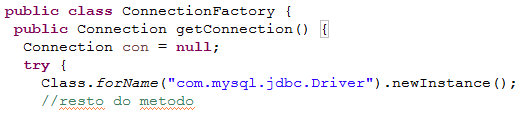 public class ConnectionFactory {
public Connection getConnection() {
Connection con = null;
try {
Class.forName("com.mysql.jdbc.Driver").newInstance();
//resto do metodo